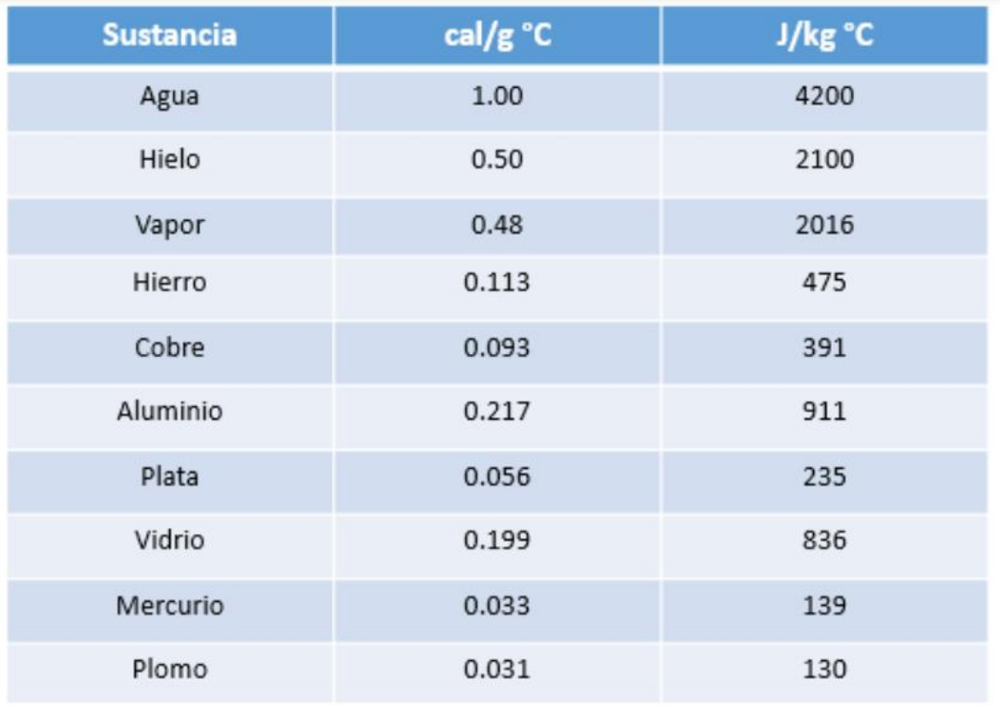 Sustancia cal/g °C J/kg °C
Agua 1.00 4200
Hielo 0.50 2100
Vapor 0.48 2016
Hierro 0.113 475
Cobre 0.093 391
Aluminio 0.217 911
Plata 0.056 235
Vidrio 0.199 836
Mercurio 0.033 139
Plomo 0.031 130